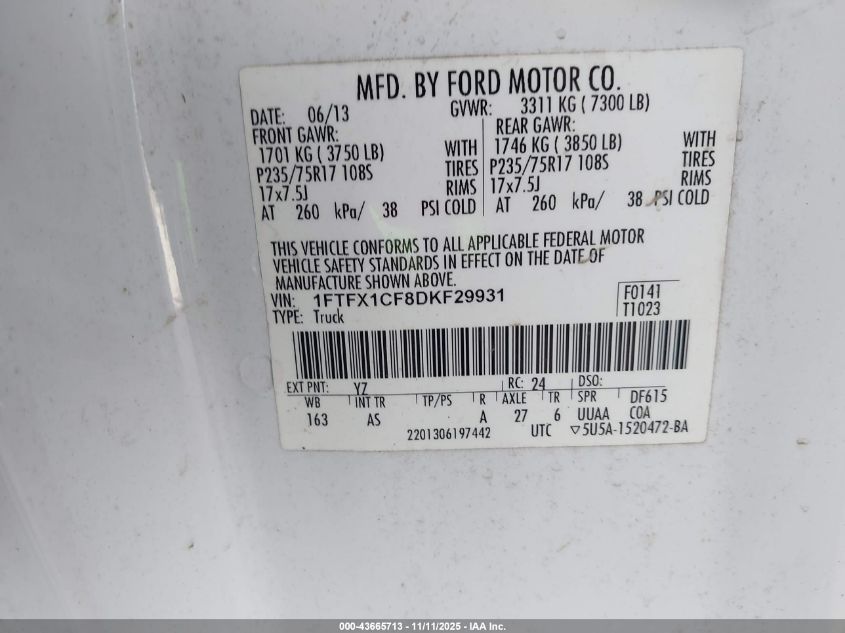 MFD. BY FORD MOTOR CO.
DATE: 06/13 GVWR: 3311 KG ( 7300 LB)
FRONT GAWR: REAR GAWR:
1701 KG ( 3750 LB) WITH 1746 KG ( 3850 LB) WITH
P235/75R17 108S TIRES P235/75R17 108S TIRES
17x7.5J RIMS 17x7.5J RIMS
AT 260 kPa/ 38 PSI COLD AT 260 kPa/ 38 PSI COLD
THIS VEHICLE CONFORMS TO ALL APPLICABLE FEDERAL MOTOR
VEHICLE SAFETY STANDARDS IN EFFECT ON THE DATE OF
MANUFACTURE SHOWN ABOVE.
VIN: 1FTFX1CF8DKF29931 F0141
TYPE: Truck T1023
EXT PNT: YZ RC: 24 DSO:
WB INT TR TP/PS R AXLE TR SPR DF615
163 AS A 27 6 UUAA COA
2201306197442 UTC ▽5U5A-1520472-BA
000-43665713 - 11/11/2025 - IAA Inc.